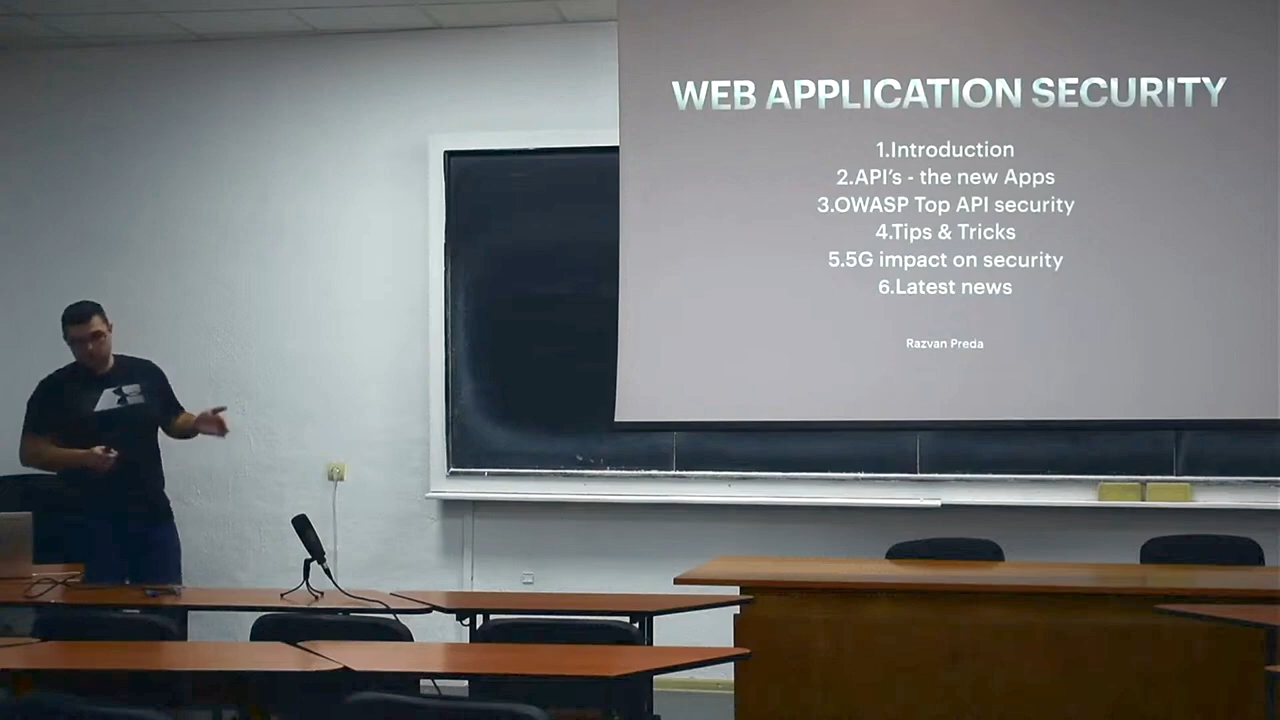 WEB APPLICATION SECURITY
1.Introduction
2.API's - the new Apps
3.OWASP Top API security
4.Tips & Tricks
5.5G impact on security
6.Latest news
Razvan Preda